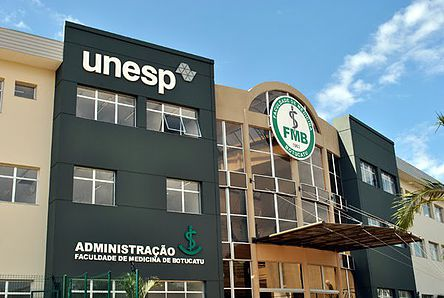 unesp
FACULDADE DE MEDICINA
FMB
BOTUCATU
ADMINISTRAÇÃO
FACULDADE DE MEDICINA DE BOTUCATU